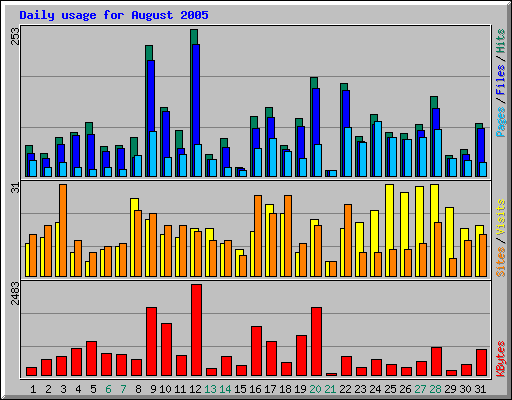 Daily usage for August 2005
253
Pages / Files / Hits
31
Sites / Visits
2483
KBytes
1 2 3 4 5 6 7 8 9 10 11 12 13 14 15 16 17 18 19 20 21 22 23 24 25 26 27 28 29 30 31